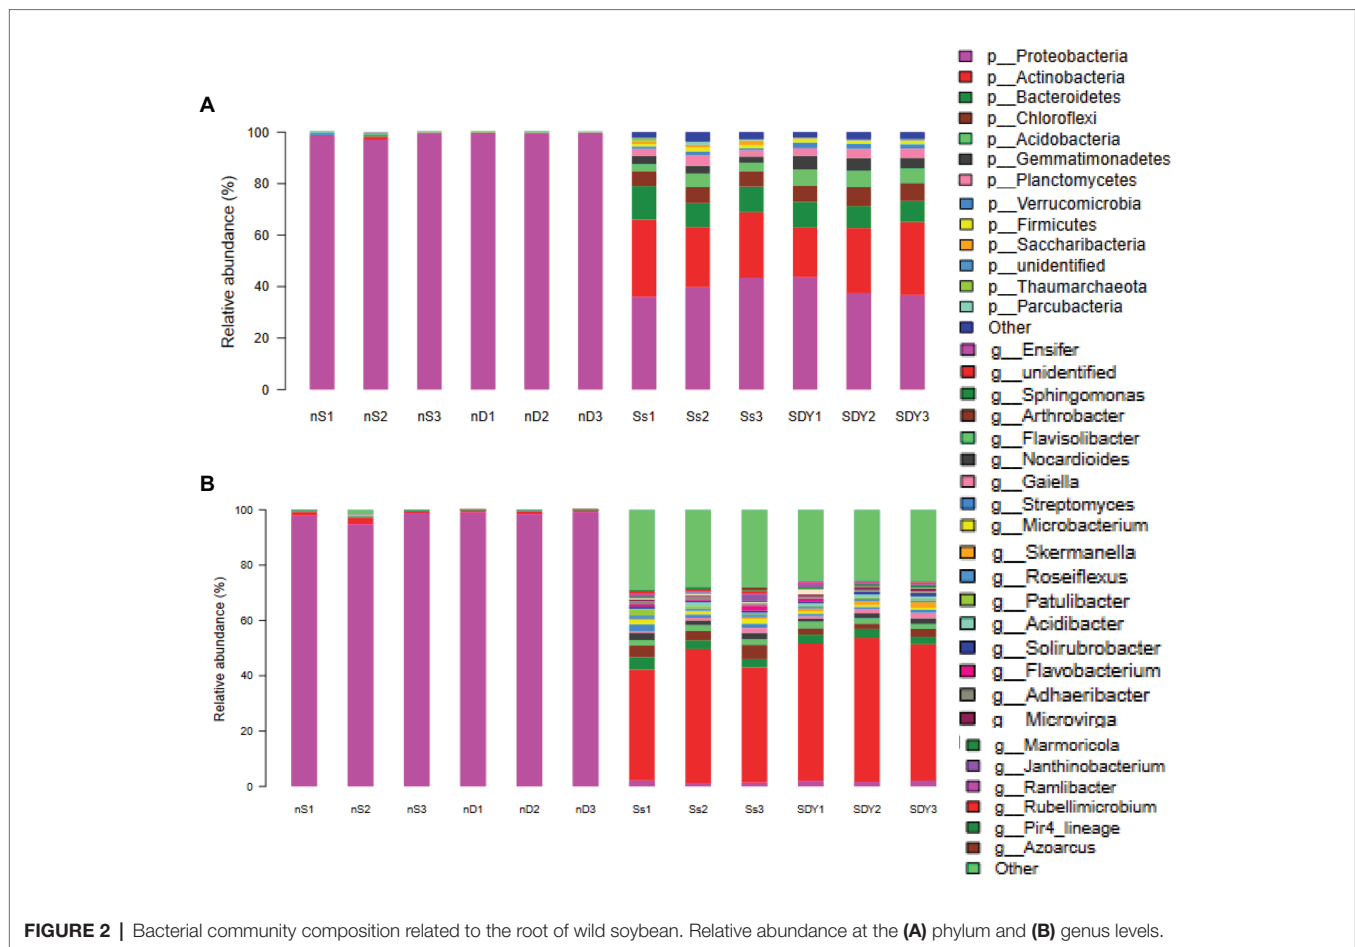 A
Relative abundance (%)
100
80
60
40
20
0
nS1 nS2 nS3 nD1 nD2 nD3 Ss1 Ss2 Ss3 SDY1 SDY2 SDY3
B
Relative abundance (%)
100
80
60
40
20
0
nS1 nS2 nS3 nD1 nD2 nD3 Ss1 Ss2 Ss3 SDY1 SDY2 SDY3
p__Proteobacteria
p__Actinobacteria
p__Bacteroidetes
p__Chloroflexi
p__Acidobacteria
p__Gemmatimonadetes
p__Planctomycetes
p__Verrucomicrobia
p__Firmicutes
p__Saccharibacteria
p__unidentified
p__Thaumarchaeota
p__Parcubacteria
Other
g__Ensifer
g__unidentified
g__Sphingomonas
g__Arthrobacter
g__Flavisolibacter
g__Nocardioides
g__Gaiella
g__Streptomyces
g__Microbacterium
g__Skermanella
g__Roseiflexus
g__Patulibacter
g__Acidibacter
g__Solirubrobacter
g__Flavobacterium
g__Adhaeribacter
g__Microvirga
g__Marmoricola
g__Janthinobacterium
g__Ramlibacter
g__Rubellimicrobium
g__Pir4_lineage
g__Azoarcus
Other
FIGURE 2 | Bacterial community composition related to the root of wild soybean. Relative abundance at the (A) phylum and (B) genus levels.